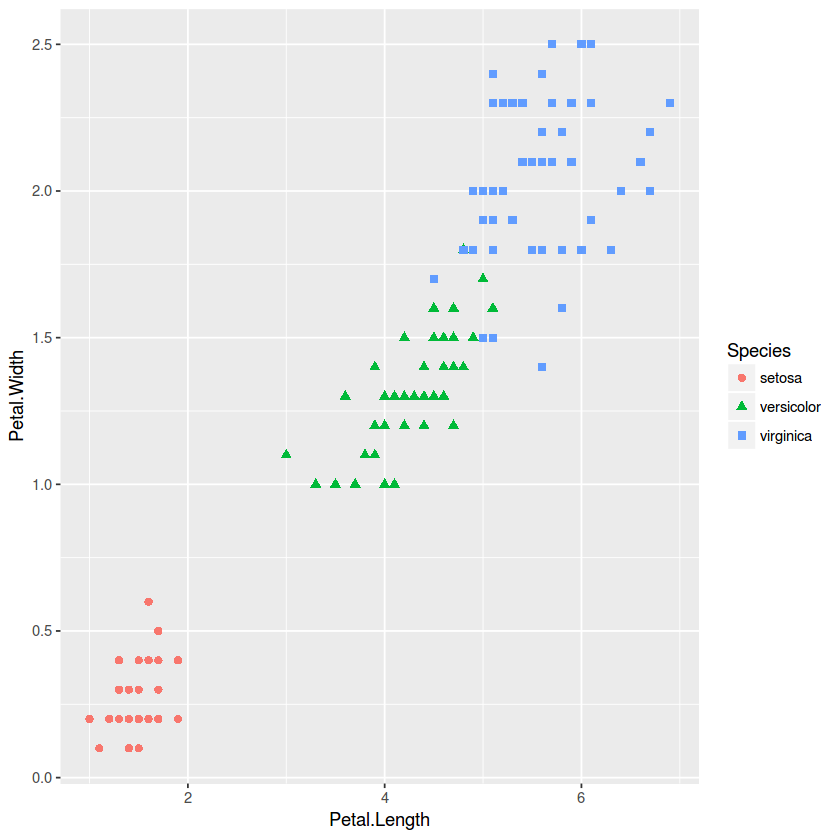 2.5
2.0
1.5
1.0
0.5
0.0
Petal.Width
2 4 6
Petal.Length
Species
setosa
versicolor
virginica